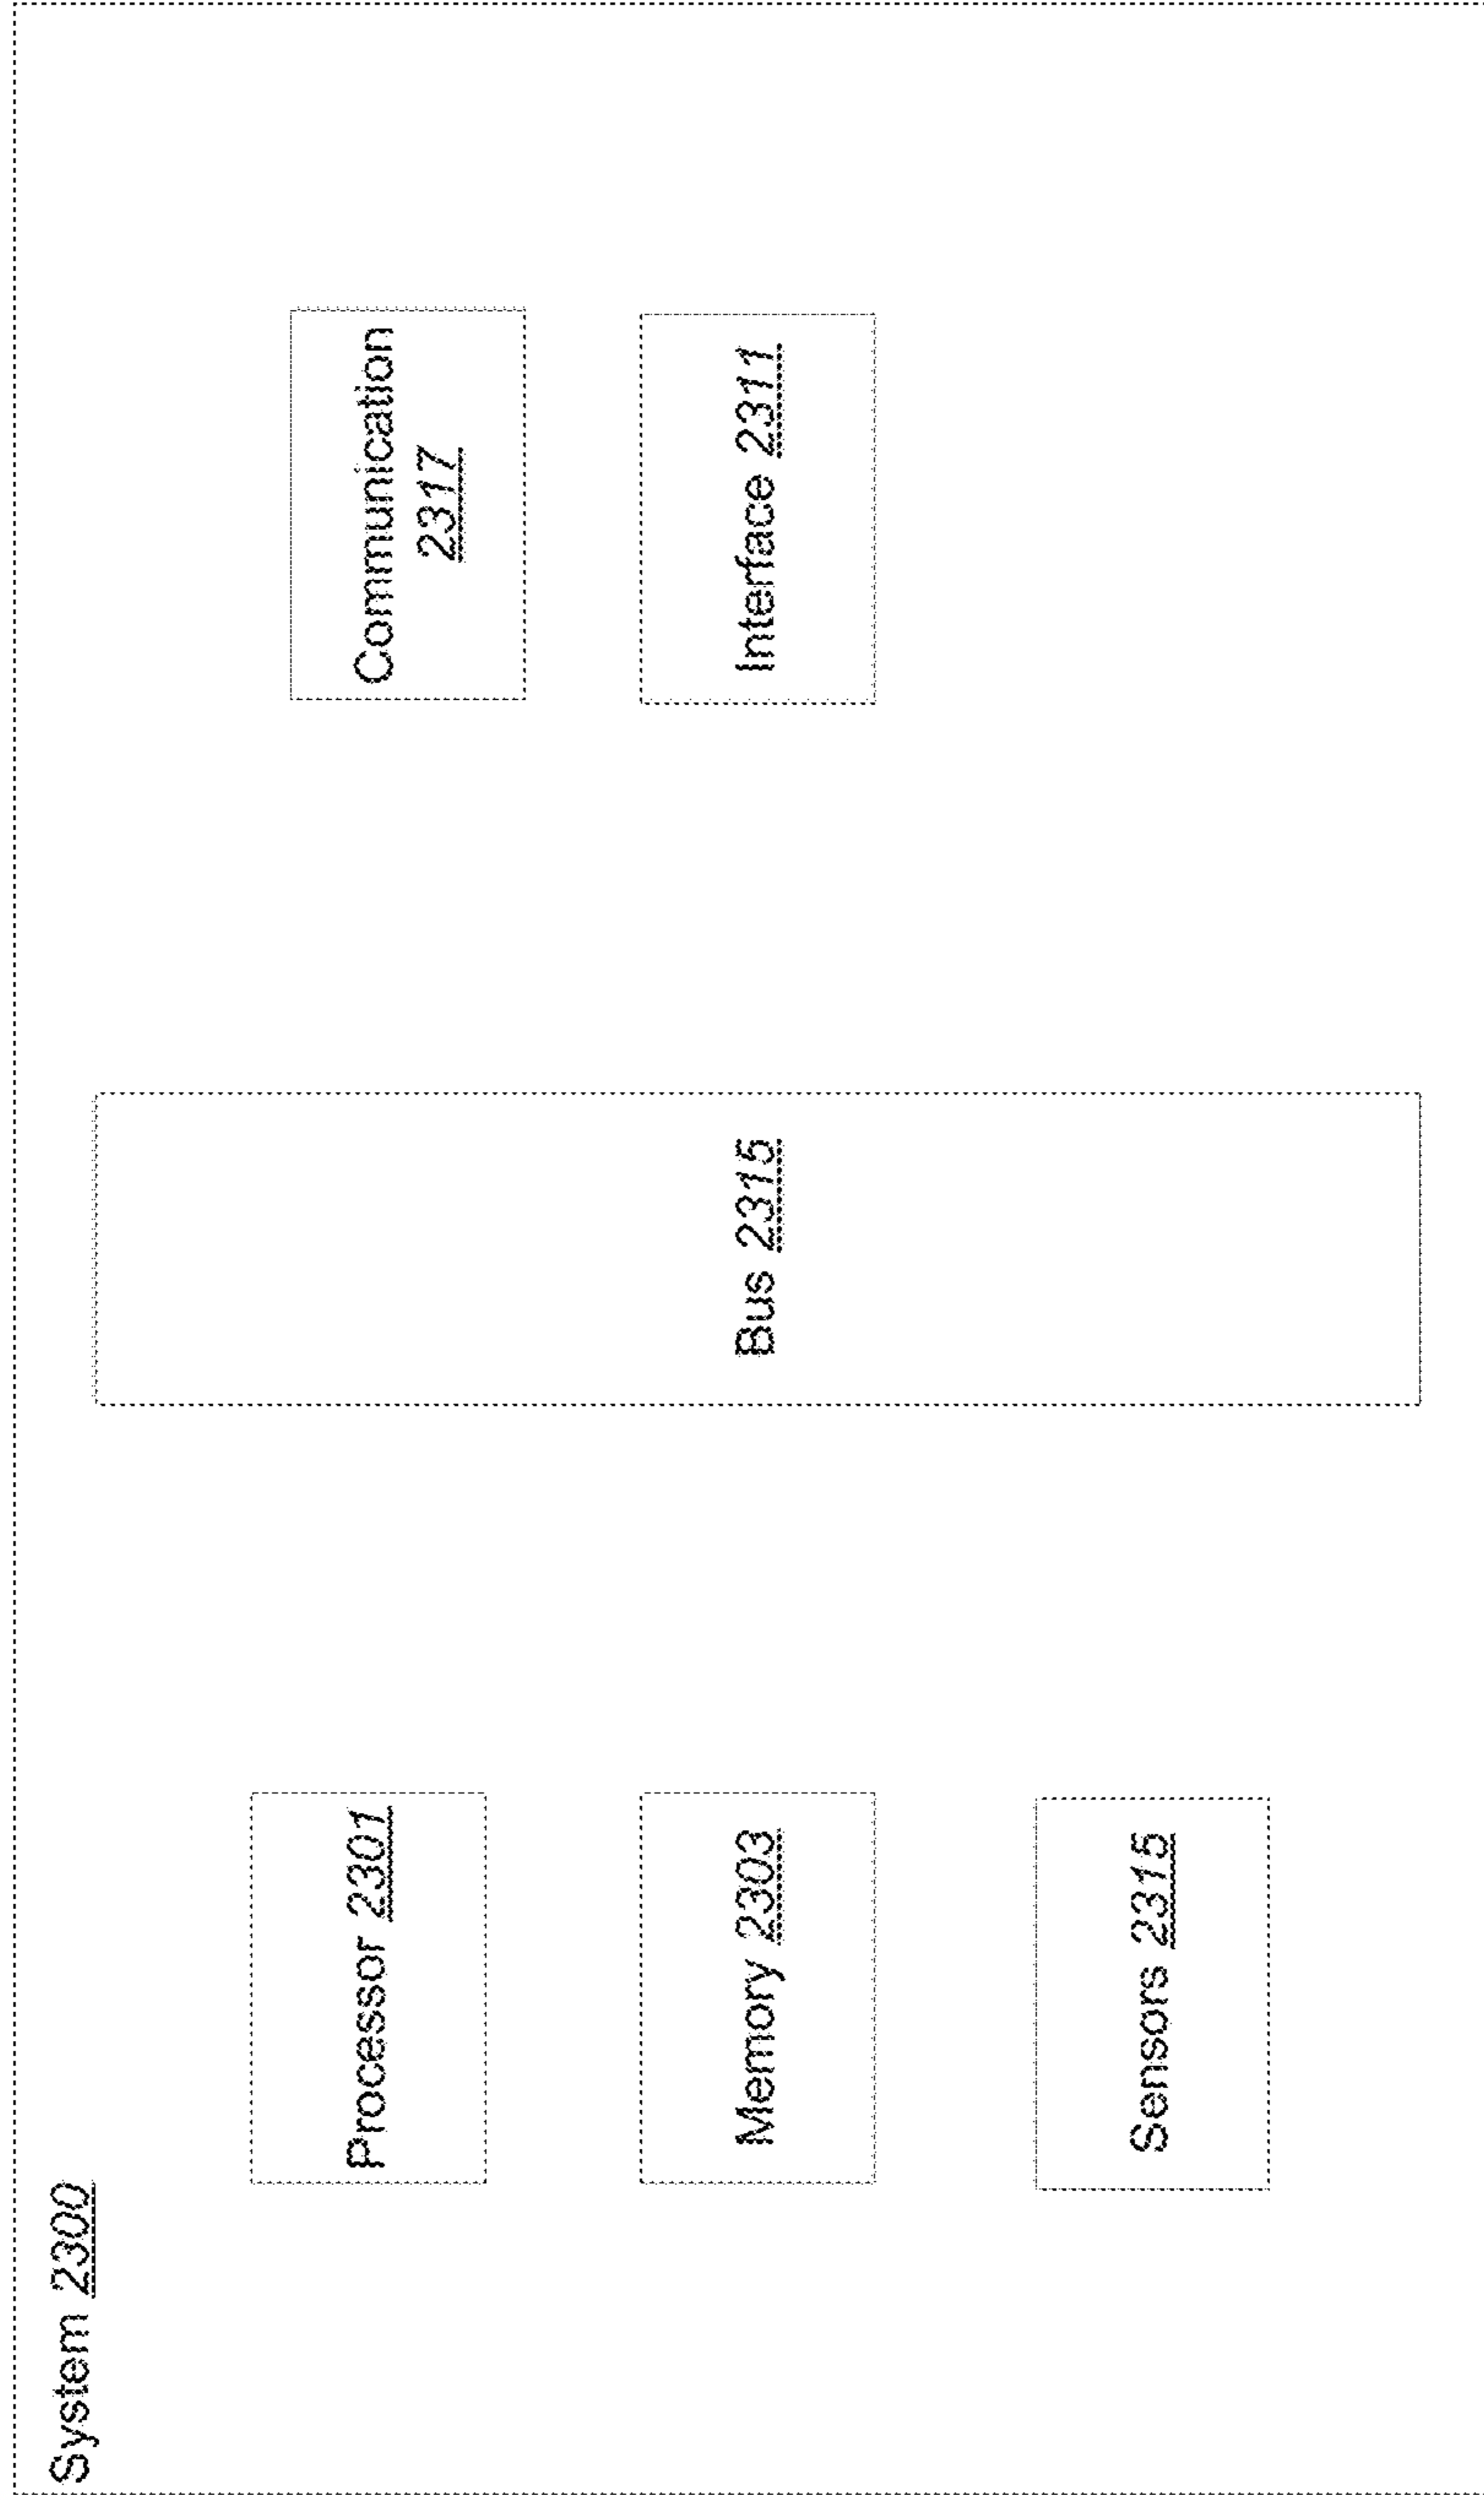 System 2300
Processor 2301
Communication
2317
Bus 2315
Memory 2303
Interface 2311
Sensors 2315